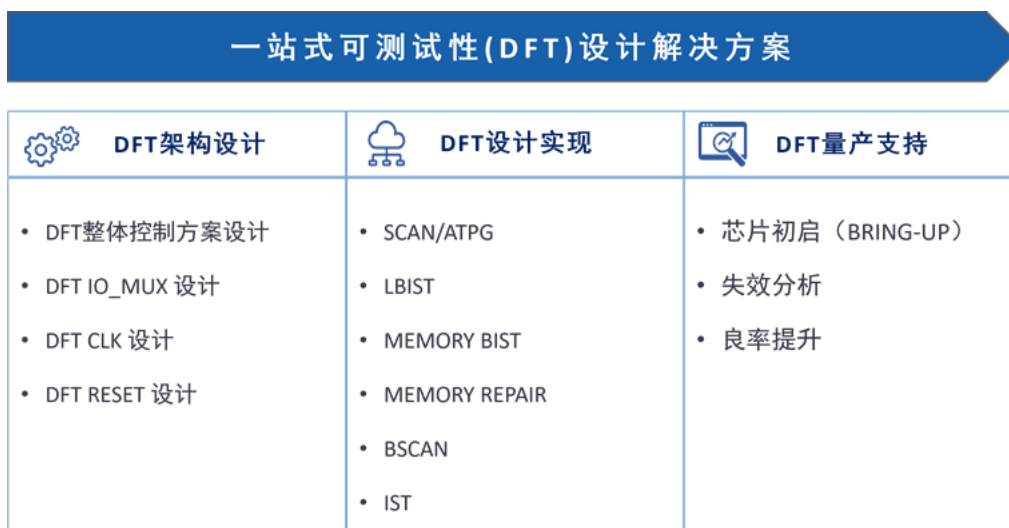 一站式可测试性(DFT)设计解决方案
DFT架构设计
DFT整体控制方案设计
DFT IO_MUX 设计
DFT CLK 设计
DFT RESET 设计
DFT设计实现
SCAN/ATPG
LBIST
MEMORY BIST
MEMORY REPAIR
BSCAN
IST
DFT量产支持
芯片初启（BRING-UP）
失效分析
良率提升